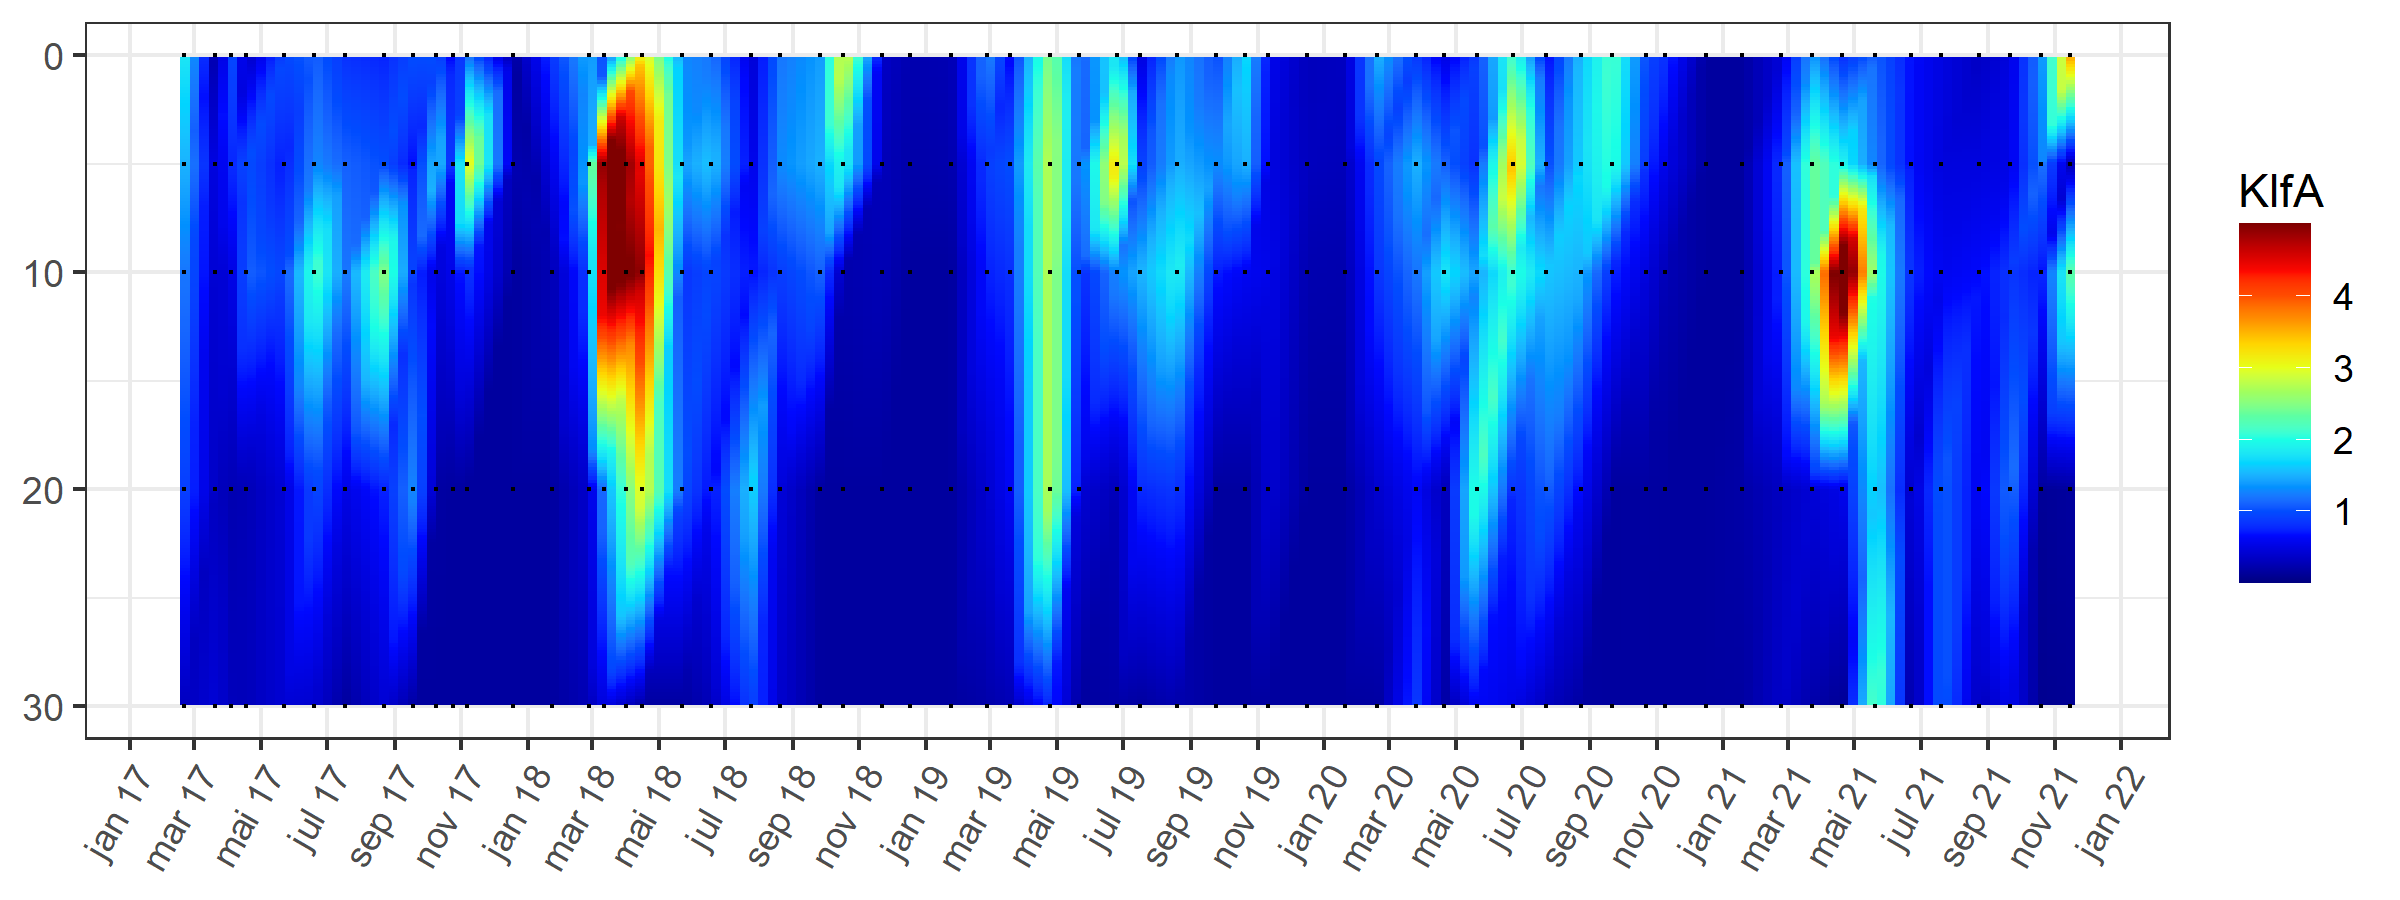 0
10
20
30
jan 17
mar 17
mai 17
jul 17
sep 17
nov 17
jan 18
mar 18
mai 18
jul 18
sep 18
nov 18
jan 19
mar 19
mai 19
jul 19
sep 19
nov 19
jan 20
mar 20
mai 20
jul 20
sep 20
nov 20
jan 21
mar 21
mai 21
jul 21
sep 21
nov 21
jan 22
KlfA
4
3
2
1